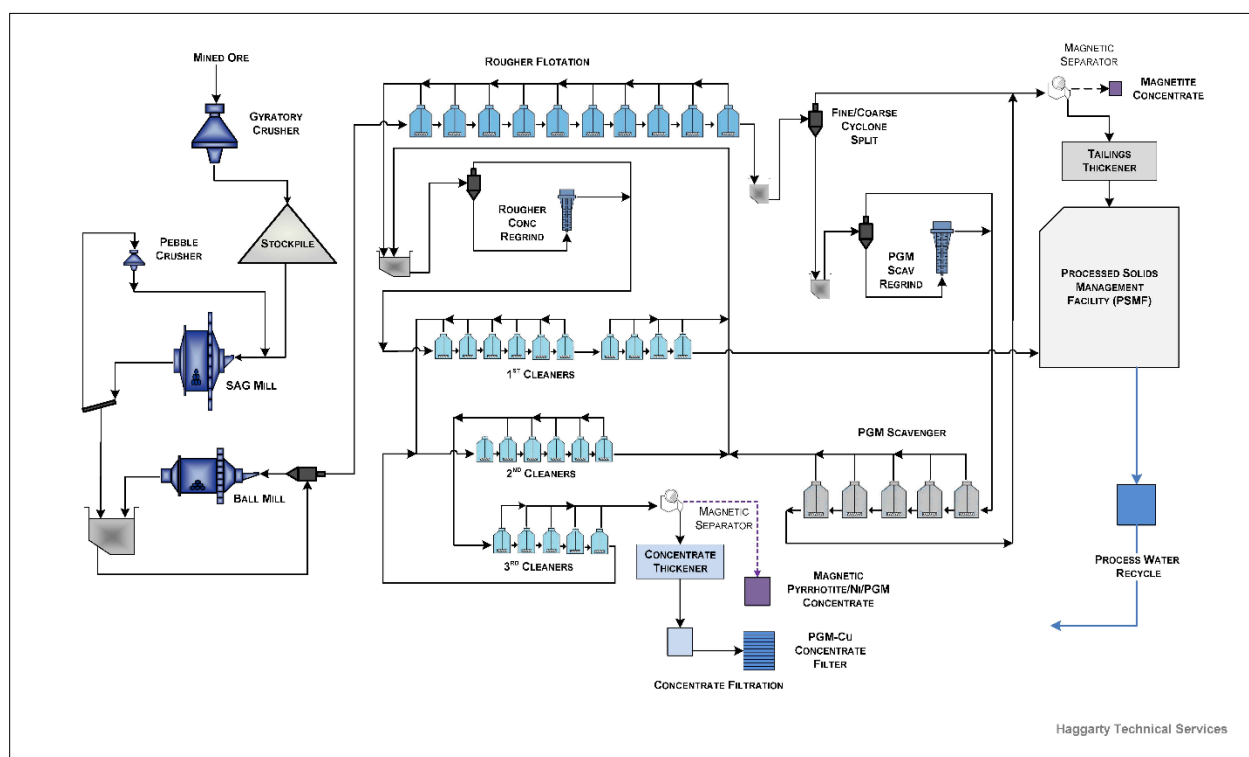 MINED ORE
GYRATORY
CRUSHER
STOCKPILE
PEBBLE
CRUSHER
SAG MILL
BALL MILL
ROUGHER FLOTATION
ROUGHER
CONC
REGRIND
FINE/COARSE
CYCLONE
SPLIT
PGM
SCAV
REGRIND
MAGNETIC
SEPARATOR
MAGNETITE
CONCENTRATE
TAILINGS
THICKENER
PROCESSED SOLIDS
MANAGEMENT
FACILITY (PSMF)
1ST CLEANERS
2ND CLEANERS
3RD CLEANERS
PGM SCAVENGER
MAGNETIC
SEPARATOR
CONCENTRATE
THICKENER
MAGNETIC
PYRRHOTITE/NI/PGM
CONCENTRATE
PGM-CU
CONCENTRATE
FILTER
CONCENTRATE FILTRATION
PROCESS WATER
RECYCLE
Haggarty Technical Services